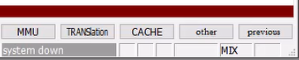 MMU TRANSlation CACHE other previous
system down MIX